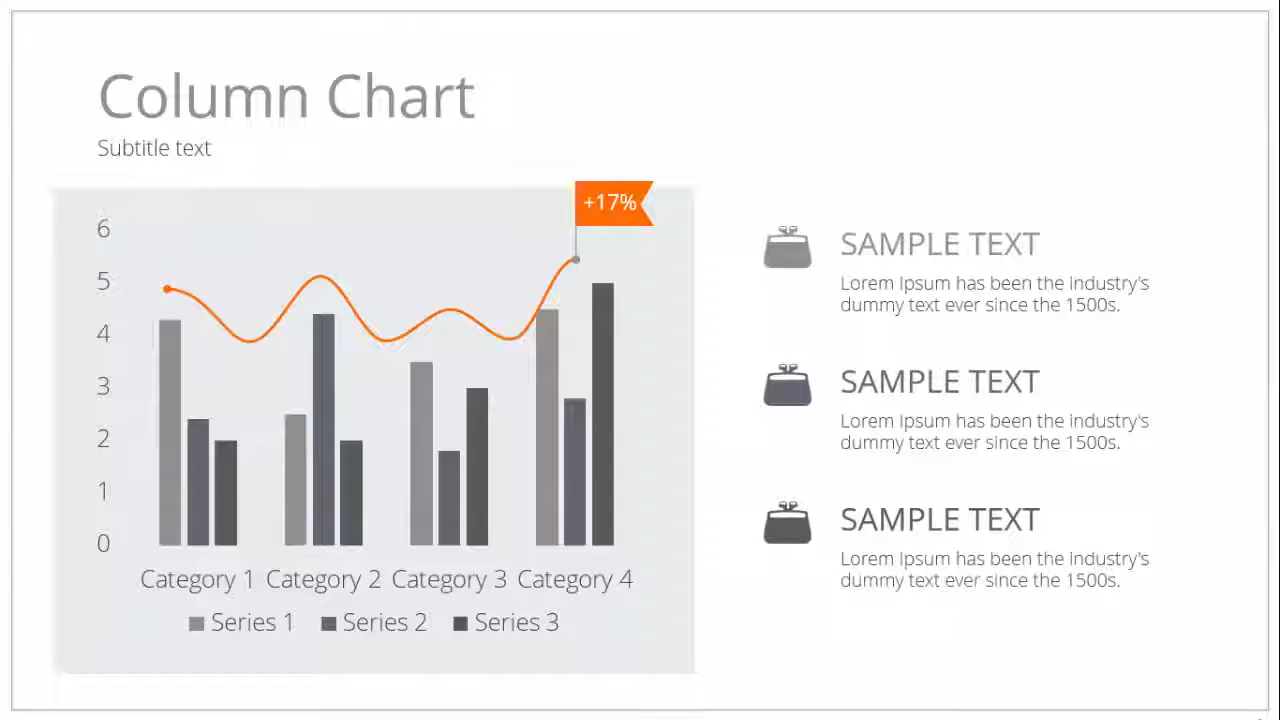 Column Chart
Subtitle text
+17%
6
5
4
3
2
1
0
Category 1 Category 2 Category 3 Category 4
Series 1 Series 2 Series 3
SAMPLE TEXT
Lorem Ipsum has been the industry's
dummy text ever since the 1500s.
SAMPLE TEXT
Lorem Ipsum has been the industry's
dummy text ever since the 1500s.
SAMPLE TEXT
Lorem Ipsum has been the industry's
dummy text ever since the 1500s.